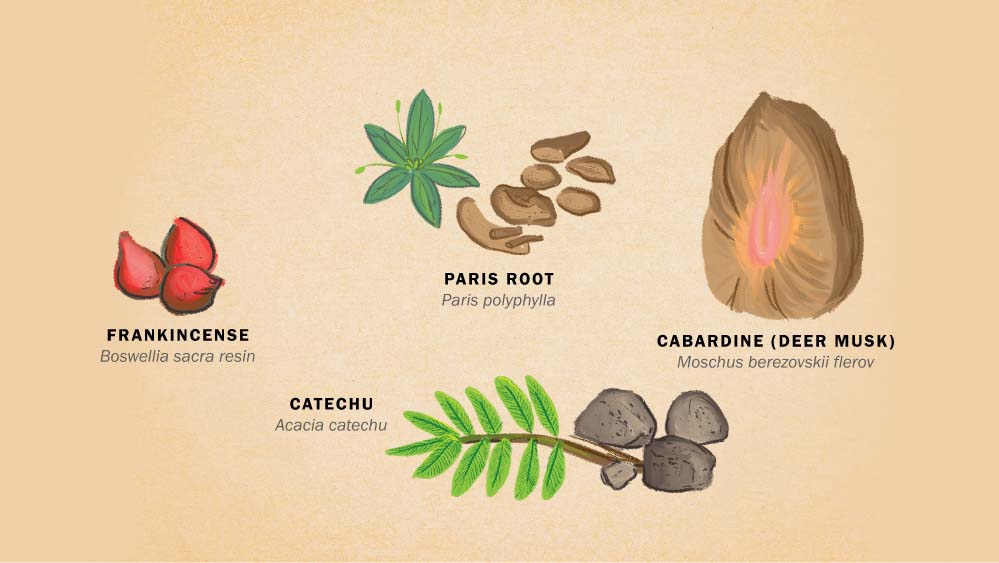 PARIS ROOT
Paris polyphylla
FRANKINCENSE
Boswellia sacra resin
CABARDINE (DEER MUSK)
Moschus berezovskii flerov
CATECHU
Acacia catechu